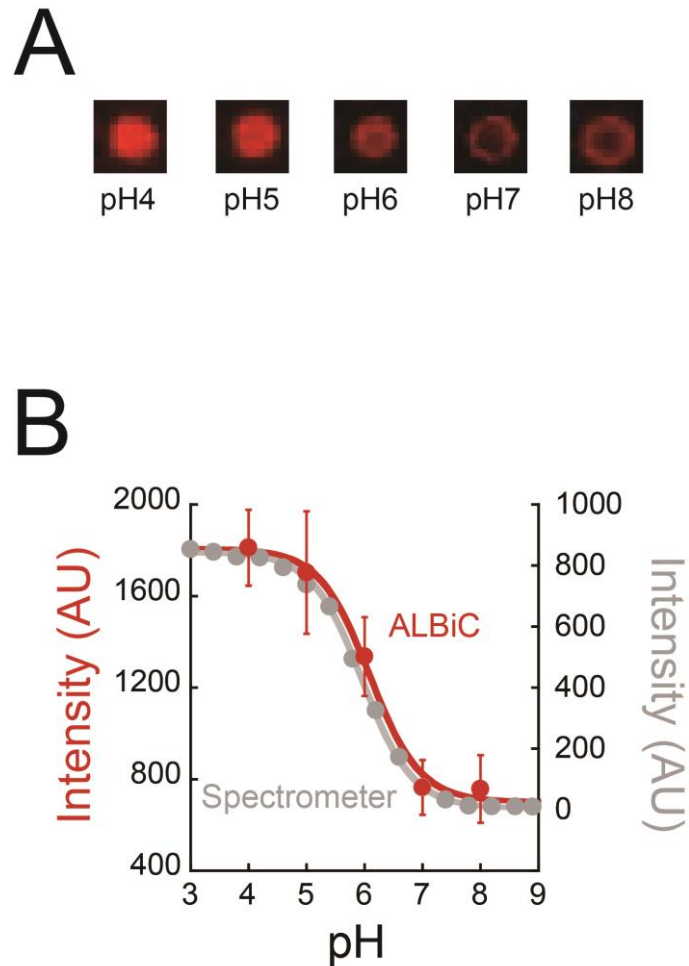 A
pH4 pH5 pH6 pH7 pH8
B
2000
1600
1200
800
400
Intensity (AU)
ALBiC
Spectrometer
1000
800
600
400
200
0
Intensity (AU)
3 4 5 6 7 8 9
pH